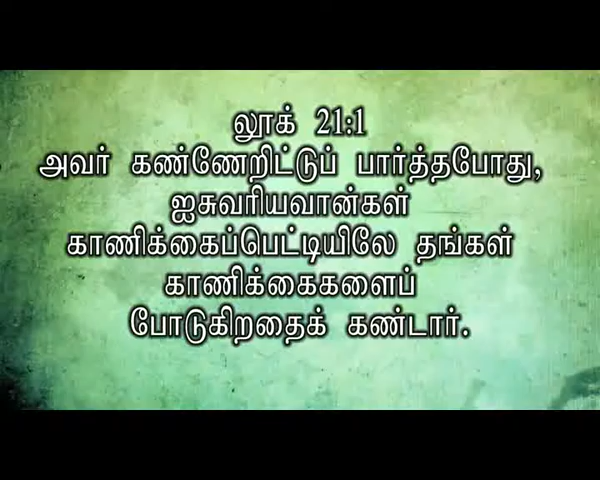 லூக் 21:1
அவர் கண்ணேறிட்டுப் பார்த்தபோது,
ஐசுவரியவான்கள்
காணிக்கைப்பெட்டியிலே தங்கள்
காணிக்கைகளைப்
போடுகிறதைக் கண்டார்.